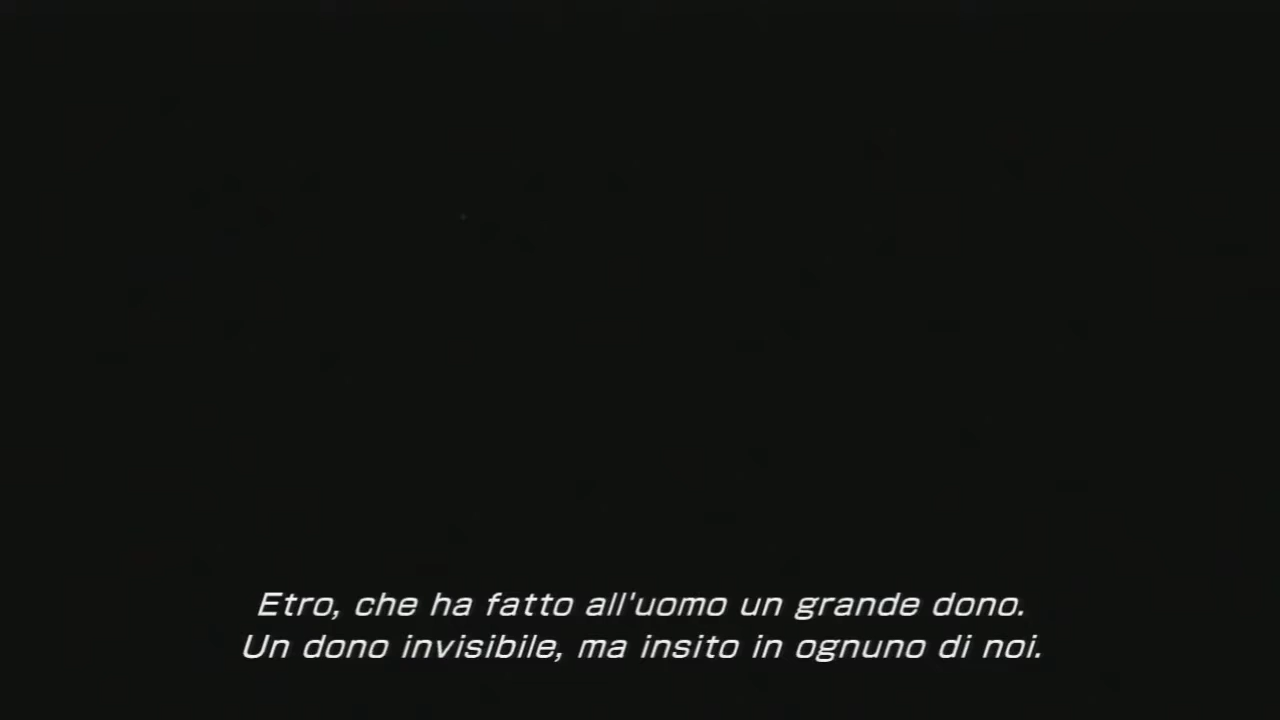 Etro, che ha fatto all'uomo un grande dono.
Un dono invisibile, ma insito in ognuno di noi.